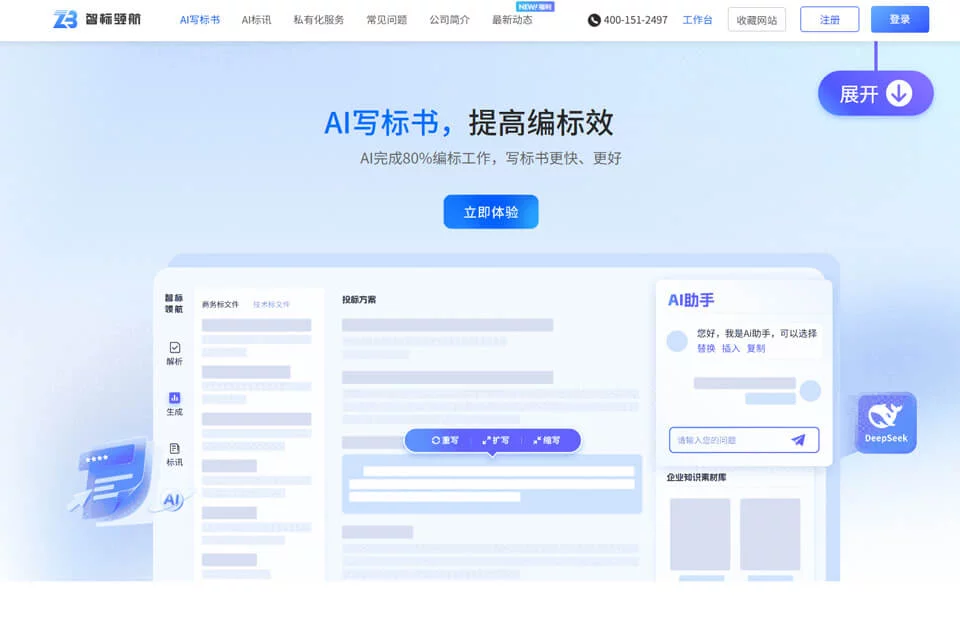 智标领航
AI写标书
AI标讯
私有化服务
常见问题
公司简介
最新动态
NEW! 福利
400-151-2497
工作台
收藏网站
注册
登录
展开
AI写标书，提高编标效
AI完成80%编标工作，写标书更快、更好
立即体验
智标
领航
解析
生成
标讯
商务标文件 技术标文件
投标方案
重写
扩写
缩写
AI助手
您好，我是Ai助手，可以选择
替换 插入 复制
请输入您的问题
企业知识素材库
DeepSeek
AI